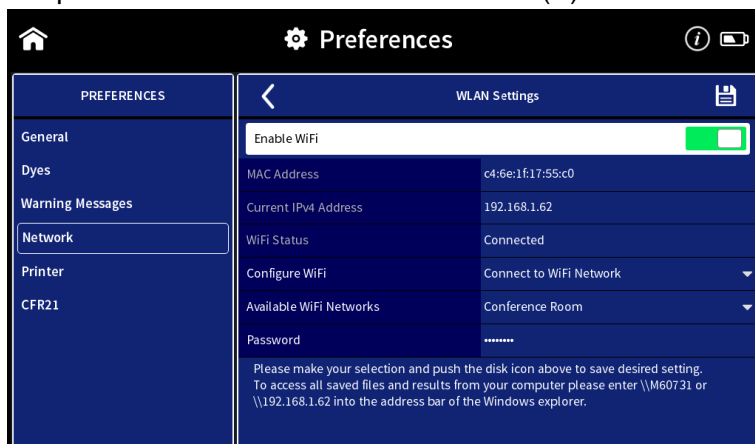 Preferences
PREFERENCES
WLAN Settings
General
Enable WiFi
Dyes
MAC Address c4:6e:1f:17:55:c0
Warning Messages
Current IPv4 Address 192.168.1.62
Network
WiFi Status Connected
Printer
Configure WiFi Connect to WiFi Network
CFR21
Available WiFi Networks Conference Room
Password ••••••••
Please make your selection and push the disk icon above to save desired setting.
To access all saved files and results from your computer please enter \\M60731 or
\\192.168.1.62 into the address bar of the Windows explorer.